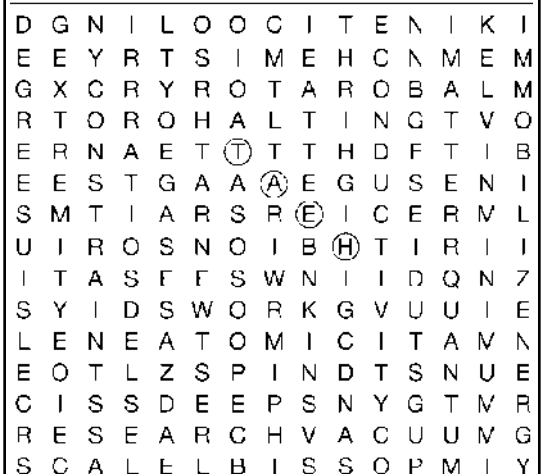 D G N I L O O C I T E N I K I
E E Y R T S I M E H C N M E M
G X C R Y R O T A R O B A L M
R T O R O H A L T I N G T V O
E R N A E T T T T H D F T I B
E E S T G A A A E G U S E N I
S M T I A R S R E I C E R M L
U I R O S N O I B H T I R I I
I T A S F F S W N I I D Q N Z
S Y I D S W O R K G V U U I E
L E N E A T O M I C I T A M N
E O T L Z S P I N D T S N U E
C I S S D E E P S N Y G T M R
R E S E A R C H V A C U U M G
S C A L E L B I S S O P M I Y